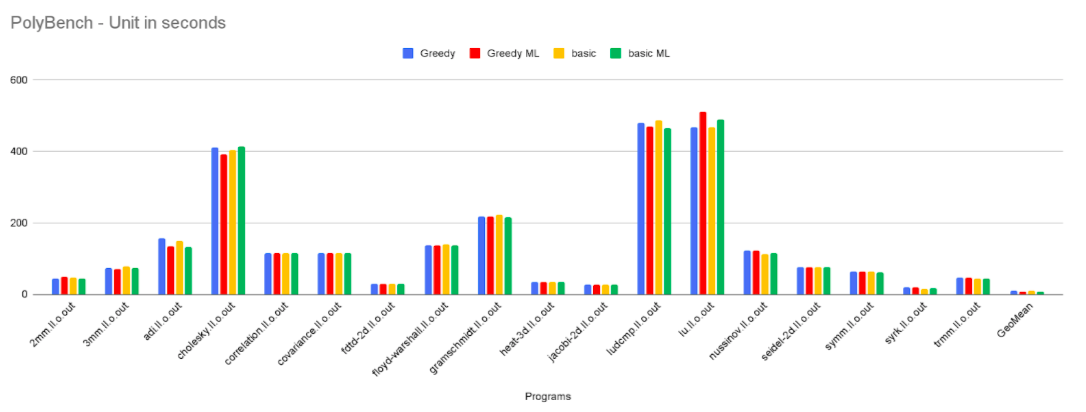 PolyBench - Unit in seconds
Greedy Greedy ML basic basic ML
600
400
200
0
2mm.ll.o.out
3mm.ll.o.out
adi.ll.o.out
cholesky.ll.o.out
correlation.ll.o.out
covariance.ll.o.out
fdtd-2d.ll.o.out
floyd-warshall.ll.o.out
gramschmidt.ll.o.out
heat-3d.ll.o.out
jacobi-2d.ll.o.out
ludcmp.ll.o.out
lu.ll.o.out
nussinov.ll.o.out
seidel-2d.ll.o.out
symm.ll.o.out
syrk.ll.o.out
trmm.ll.o.out
GeoMean
Programs